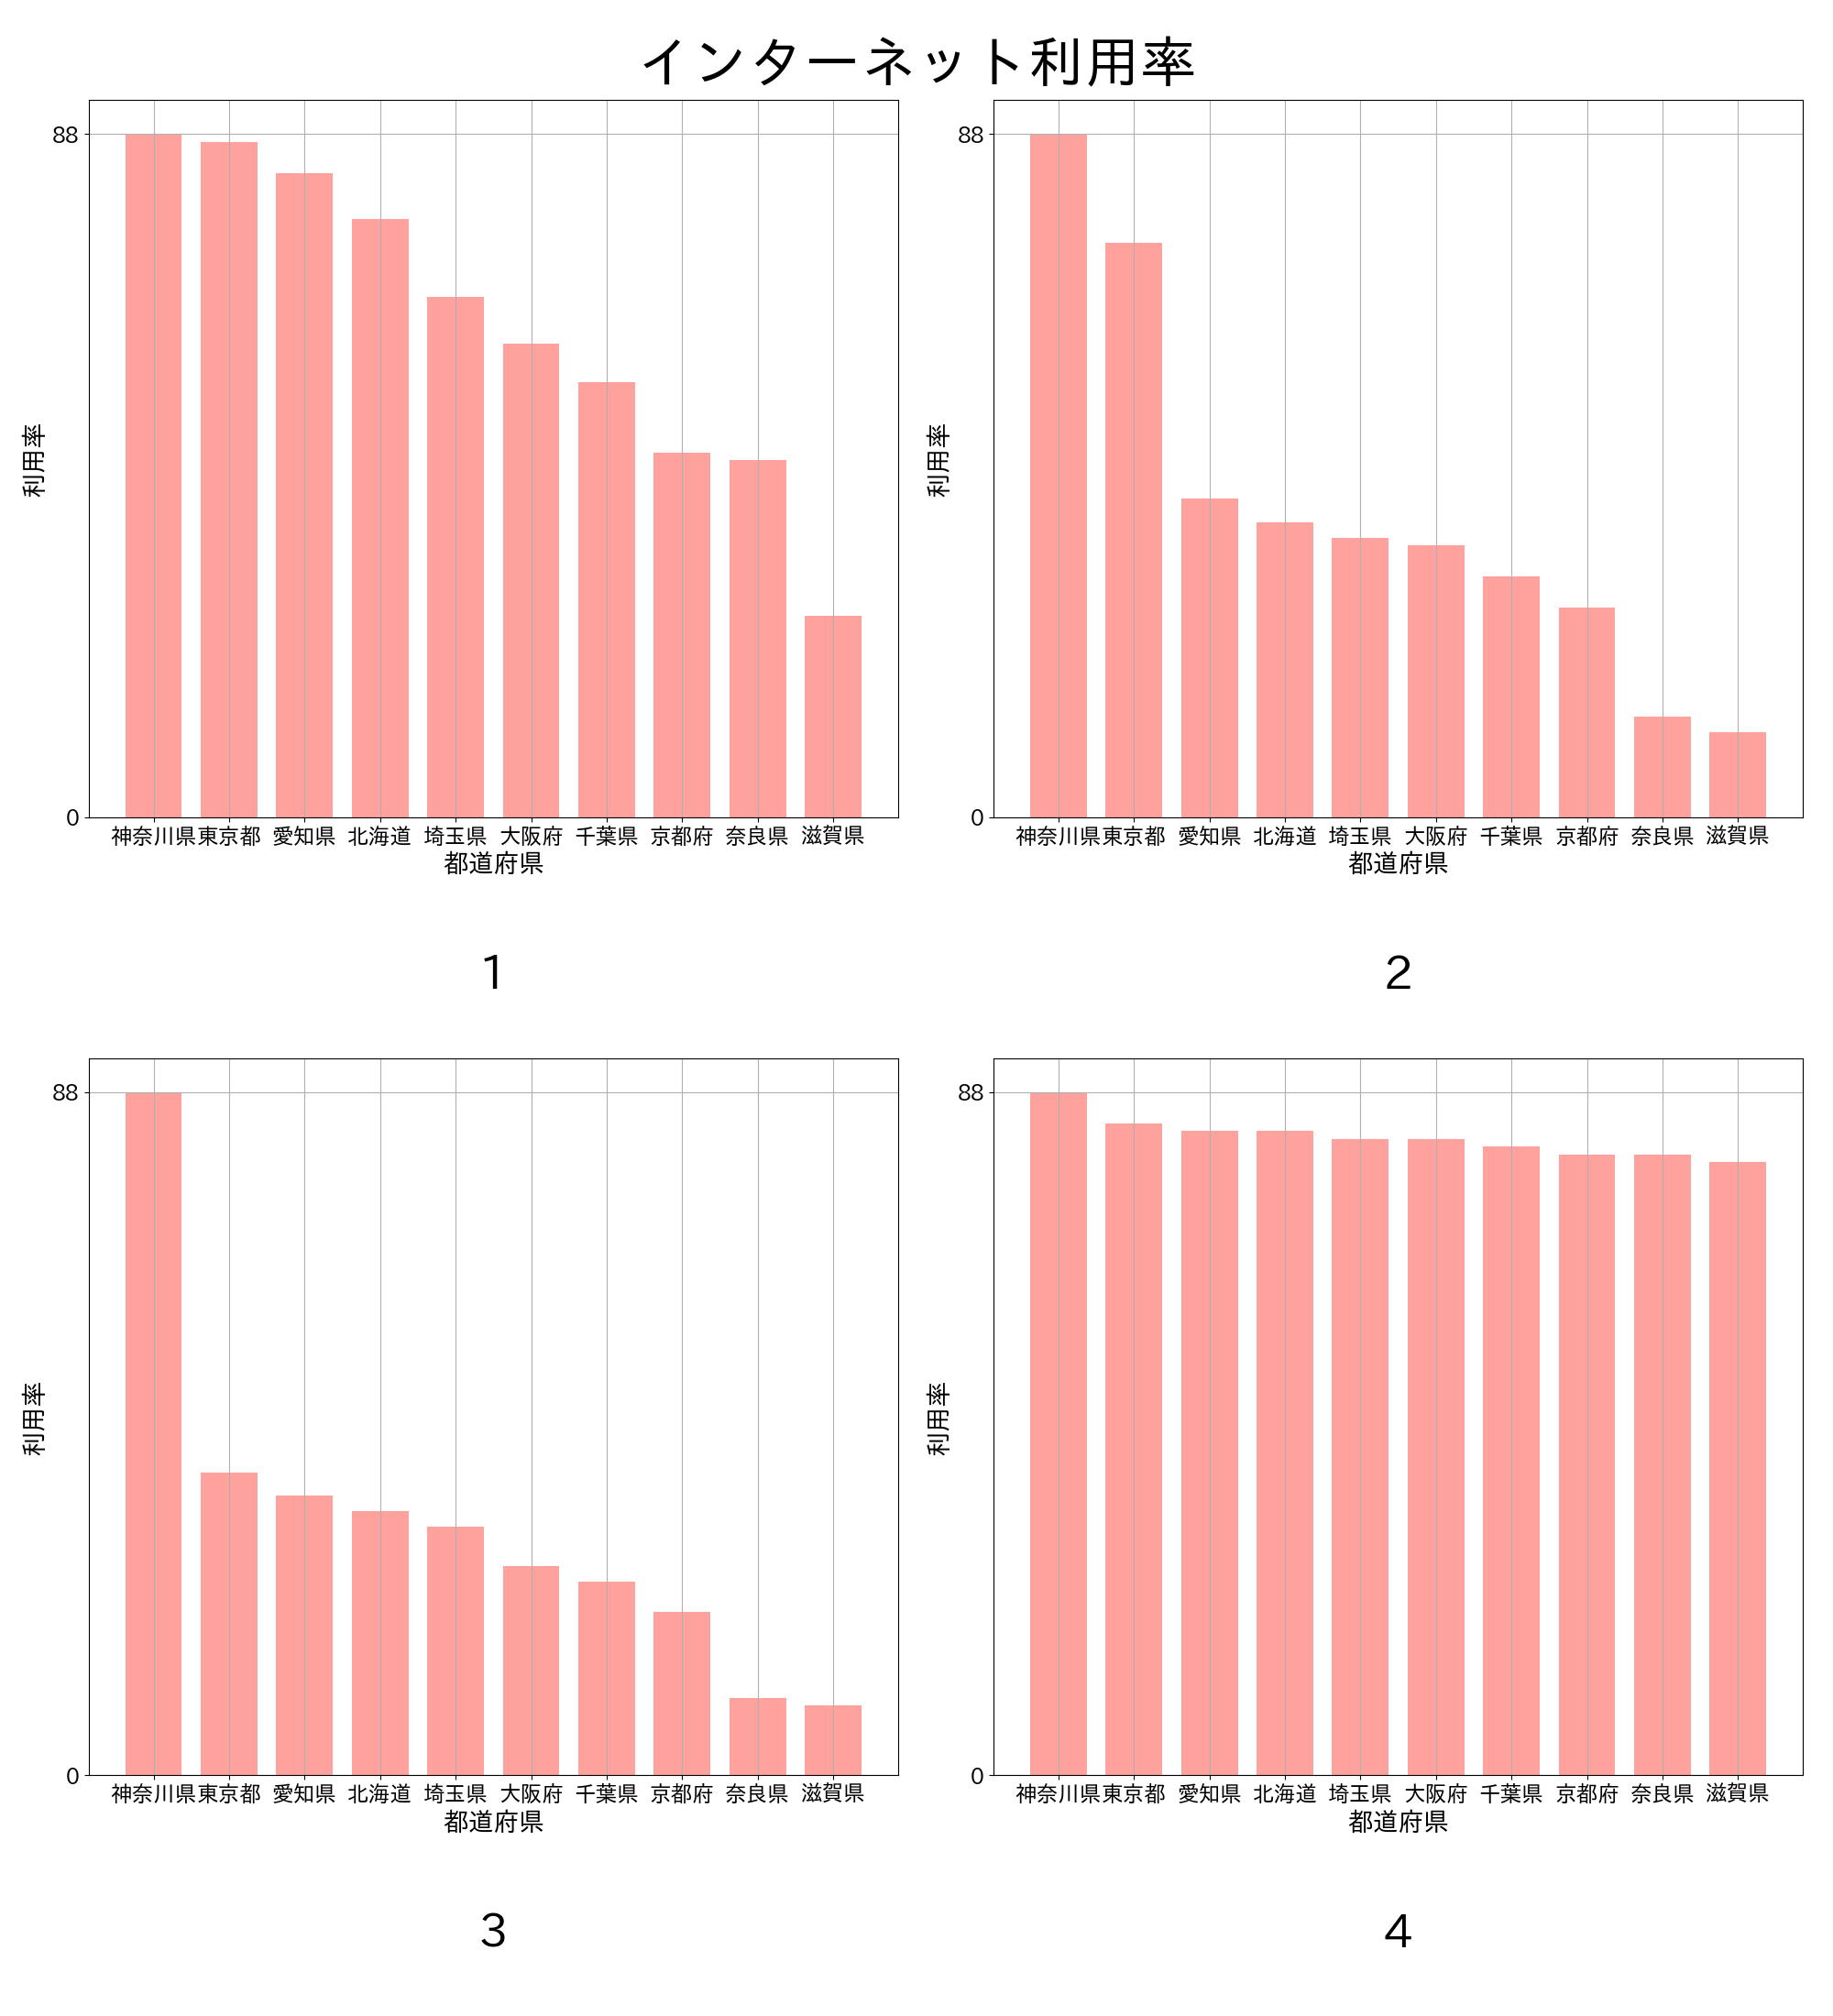 インターネット利用率
88
0
利用率
神奈川県 東京都 愛知県 北海道 埼玉県 大阪府 千葉県 京都府 奈良県 滋賀県
都道府県
1
88
0
利用率
神奈川県 東京都 愛知県 北海道 埼玉県 大阪府 千葉県 京都府 奈良県 滋賀県
都道府県
2
88
0
利用率
神奈川県 東京都 愛知県 北海道 埼玉県 大阪府 千葉県 京都府 奈良県 滋賀県
都道府県
3
88
0
利用率
神奈川県 東京都 愛知県 北海道 埼玉県 大阪府 千葉県 京都府 奈良県 滋賀県
都道府県
4